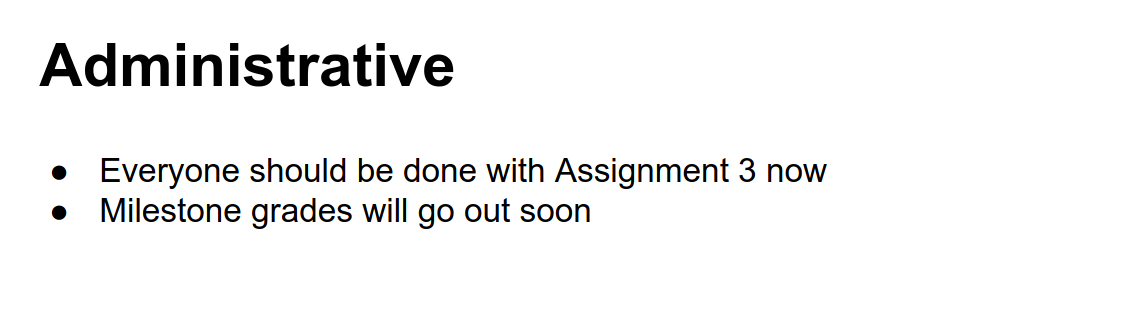 Administrative
● Everyone should be done with Assignment 3 now
● Milestone grades will go out soon